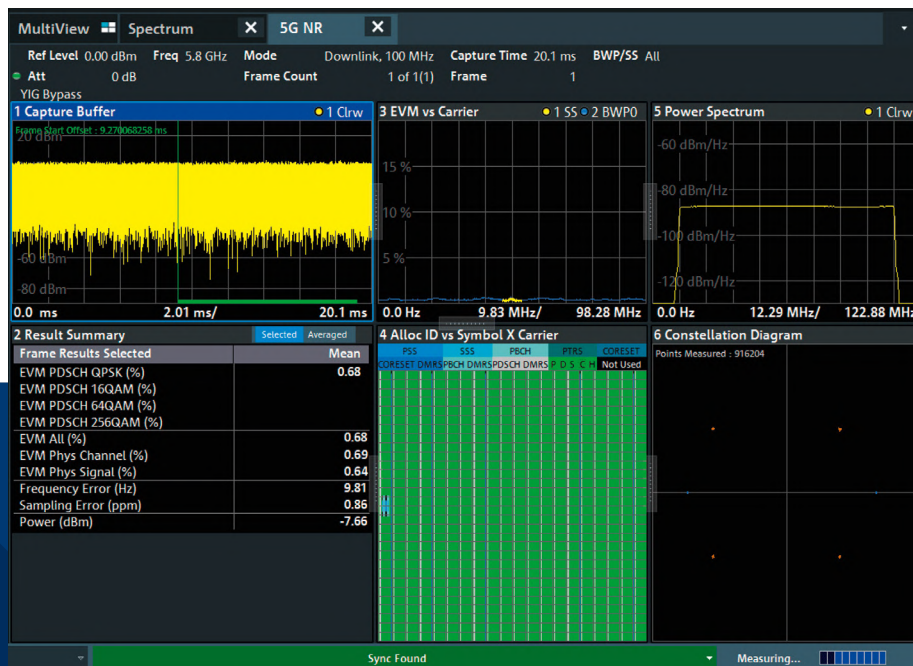 MultiView Spectrum X 5G NR X
Ref Level 0.00 dBm Freq 5.8 GHz Mode Downlink, 100 MHz Capture Time 20.1 ms BWP/SS All
Att 0 dB Frame Count 1 of 1(1) Frame 1
YIG Bypass
1 Capture Buffer 1 Clrw
Frame Start Offset : 9.270068258 ms
20 dBm
-60 dBm
-80 dBm
0.0 ms 2.01 ms/ 20.1 ms
3 EVM vs Carrier 1 SS 2 BWP0
15 %
10 %
5 %
0.0 Hz 9.83 MHz/ 98.28 MHz
5 Power Spectrum 1 Clrw
-60 dBm/Hz
-80 dBm/Hz
-100 dBm/Hz
-120 dBm/Hz
0.0 Hz 12.29 MHz/ 122.88 MHz
2 Result Summary Selected Averaged
Frame Results Selected Mean
EVM PDSCH QPSK (%) 0.68
EVM PDSCH 16QAM (%)
EVM PDSCH 64QAM (%)
EVM PDSCH 256QAM (%)
EVM All (%) 0.68
EVM Phys Channel (%) 0.69
EVM Phys Signal (%) 0.64
Frequency Error (Hz) 9.81
Sampling Error (ppm) 0.86
Power (dBm) -7.66
4 Alloc ID vs Symbol X Carrier
PSS SSS PBCH PTRS CORESET
CORESET DMRS PBCH DMRS PDSCH DMRS P D S C H Not Used
6 Constellation Diagram
Points Measured : 916204
Sync Found Measuring...